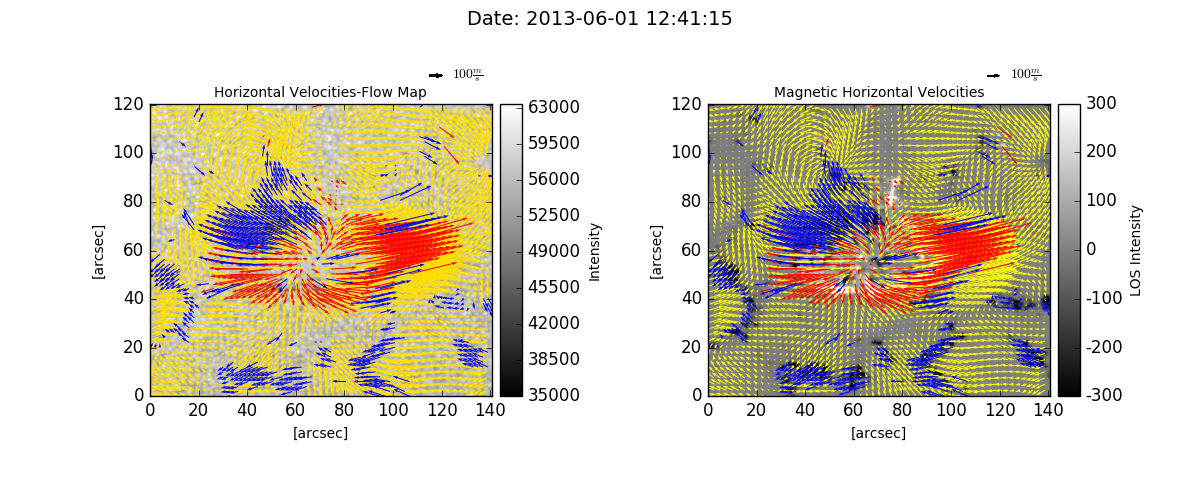 Date: 2013-06-01 12:41:15
100 m/s
Horizontal Velocities-Flow Map
120
100
80
60
40
20
0
0 20 40 60 80 100 120 140
[arcsec]
[arcsec]
63000
59500
56000
52500
49000
45500
42000
38500
35000
Intensity
100 m/s
Magnetic Horizontal Velocities
120
100
80
60
40
20
0
0 20 40 60 80 100 120 140
[arcsec]
[arcsec]
300
200
100
0
-100
-200
-300
LOS Intensity